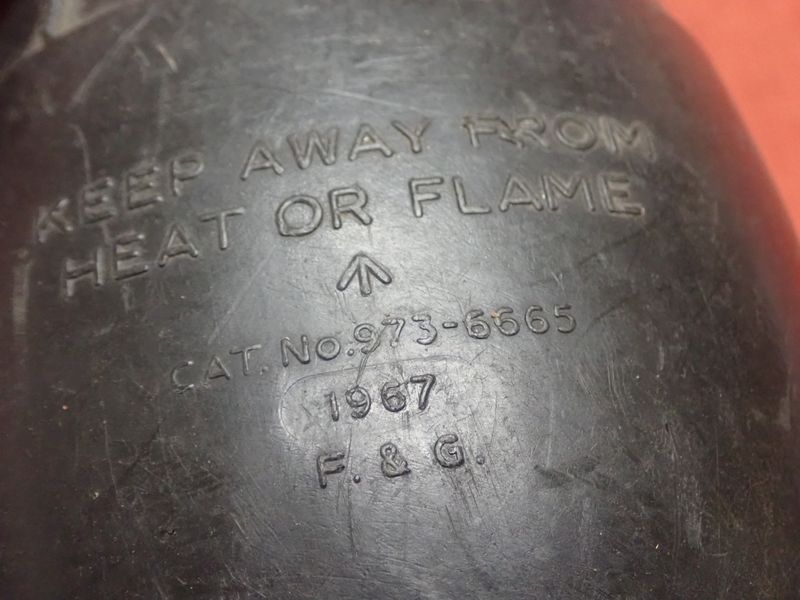 KEEP AWAY FROM
HEAT OR FLAME
CAT. No. 973-6665
1967
F. & G.